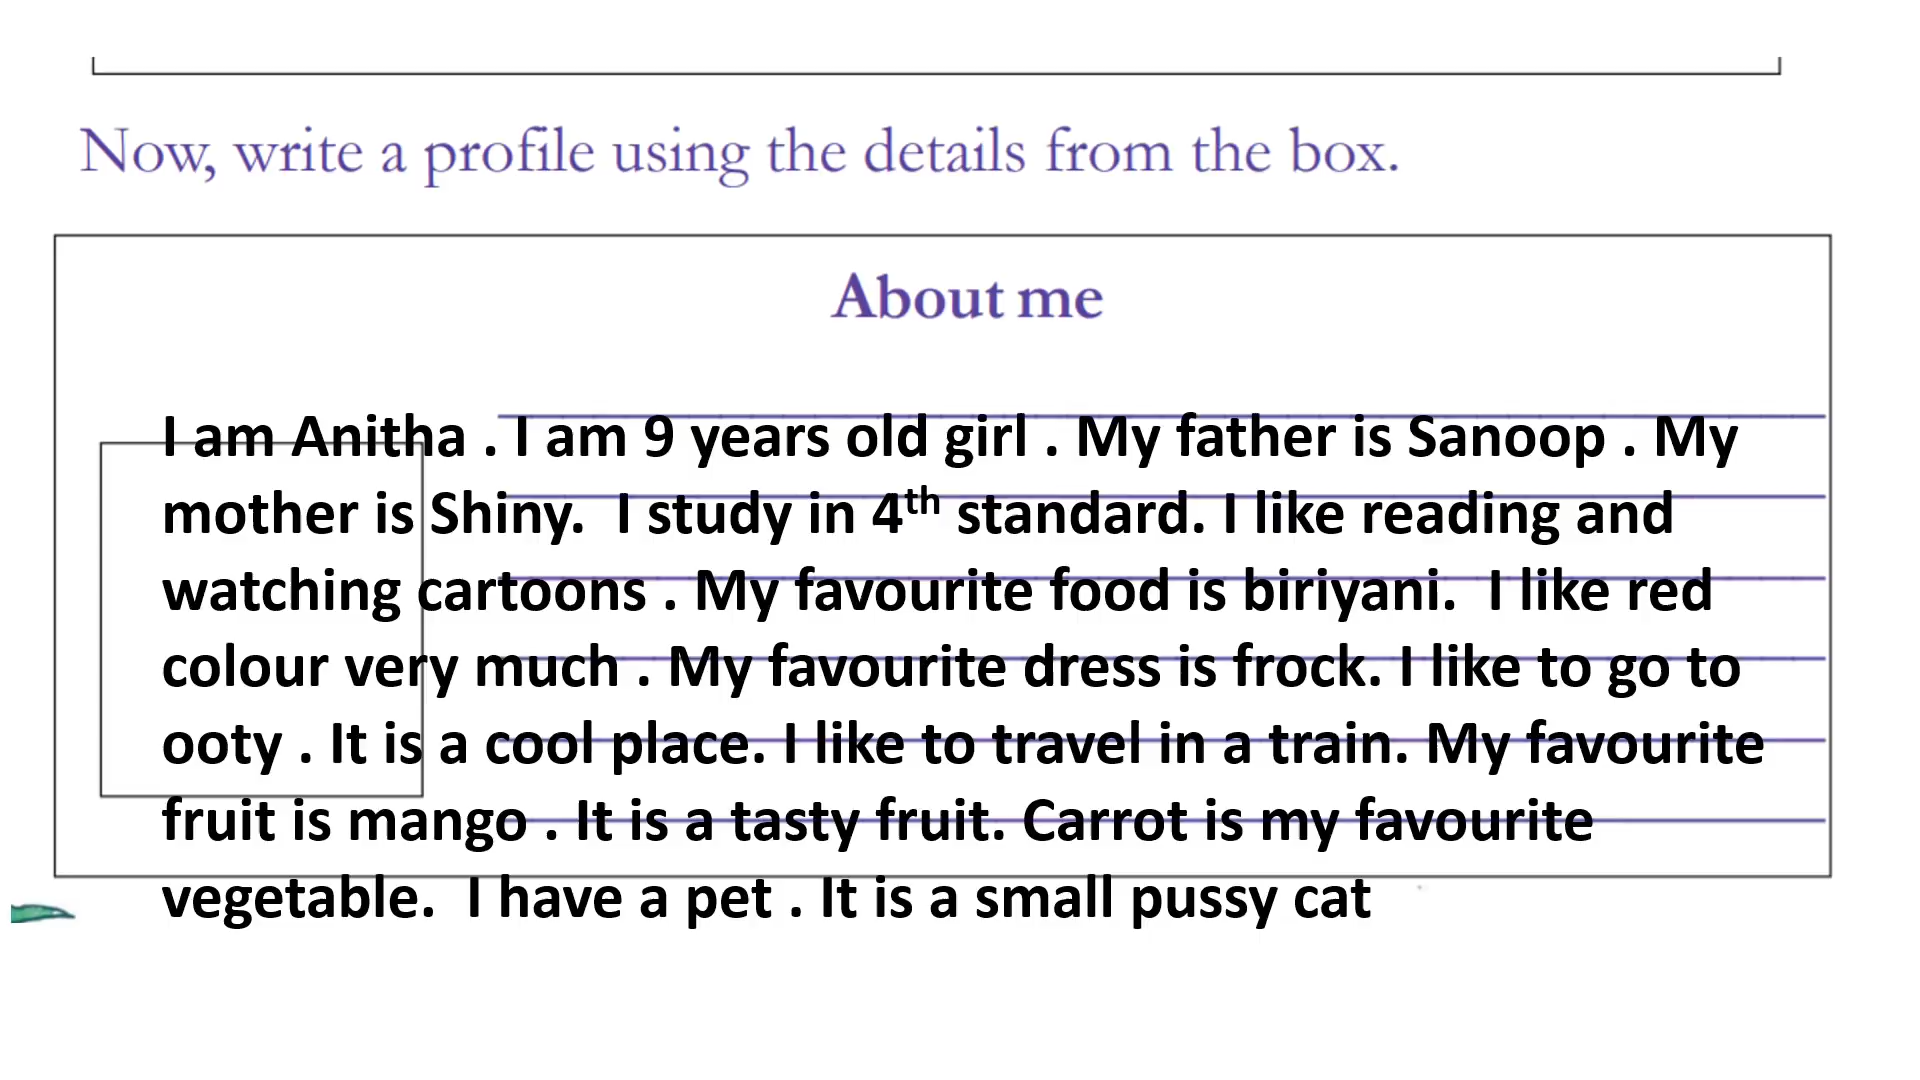 Now, write a profile using the details from the box.
About me
I am Anitha . I am 9 years old girl . My father is Sanoop . My
mother is Shiny.  I study in 4th standard. I like reading and
watching cartoons . My favourite food is biriyani.  I like red
colour very much . My favourite dress is frock. I like to go to
ooty . It is a cool place. I like to travel in a train. My favourite
fruit is mango . It is a tasty fruit. Carrot is my favourite
vegetable.  I have a pet . It is a small pussy cat